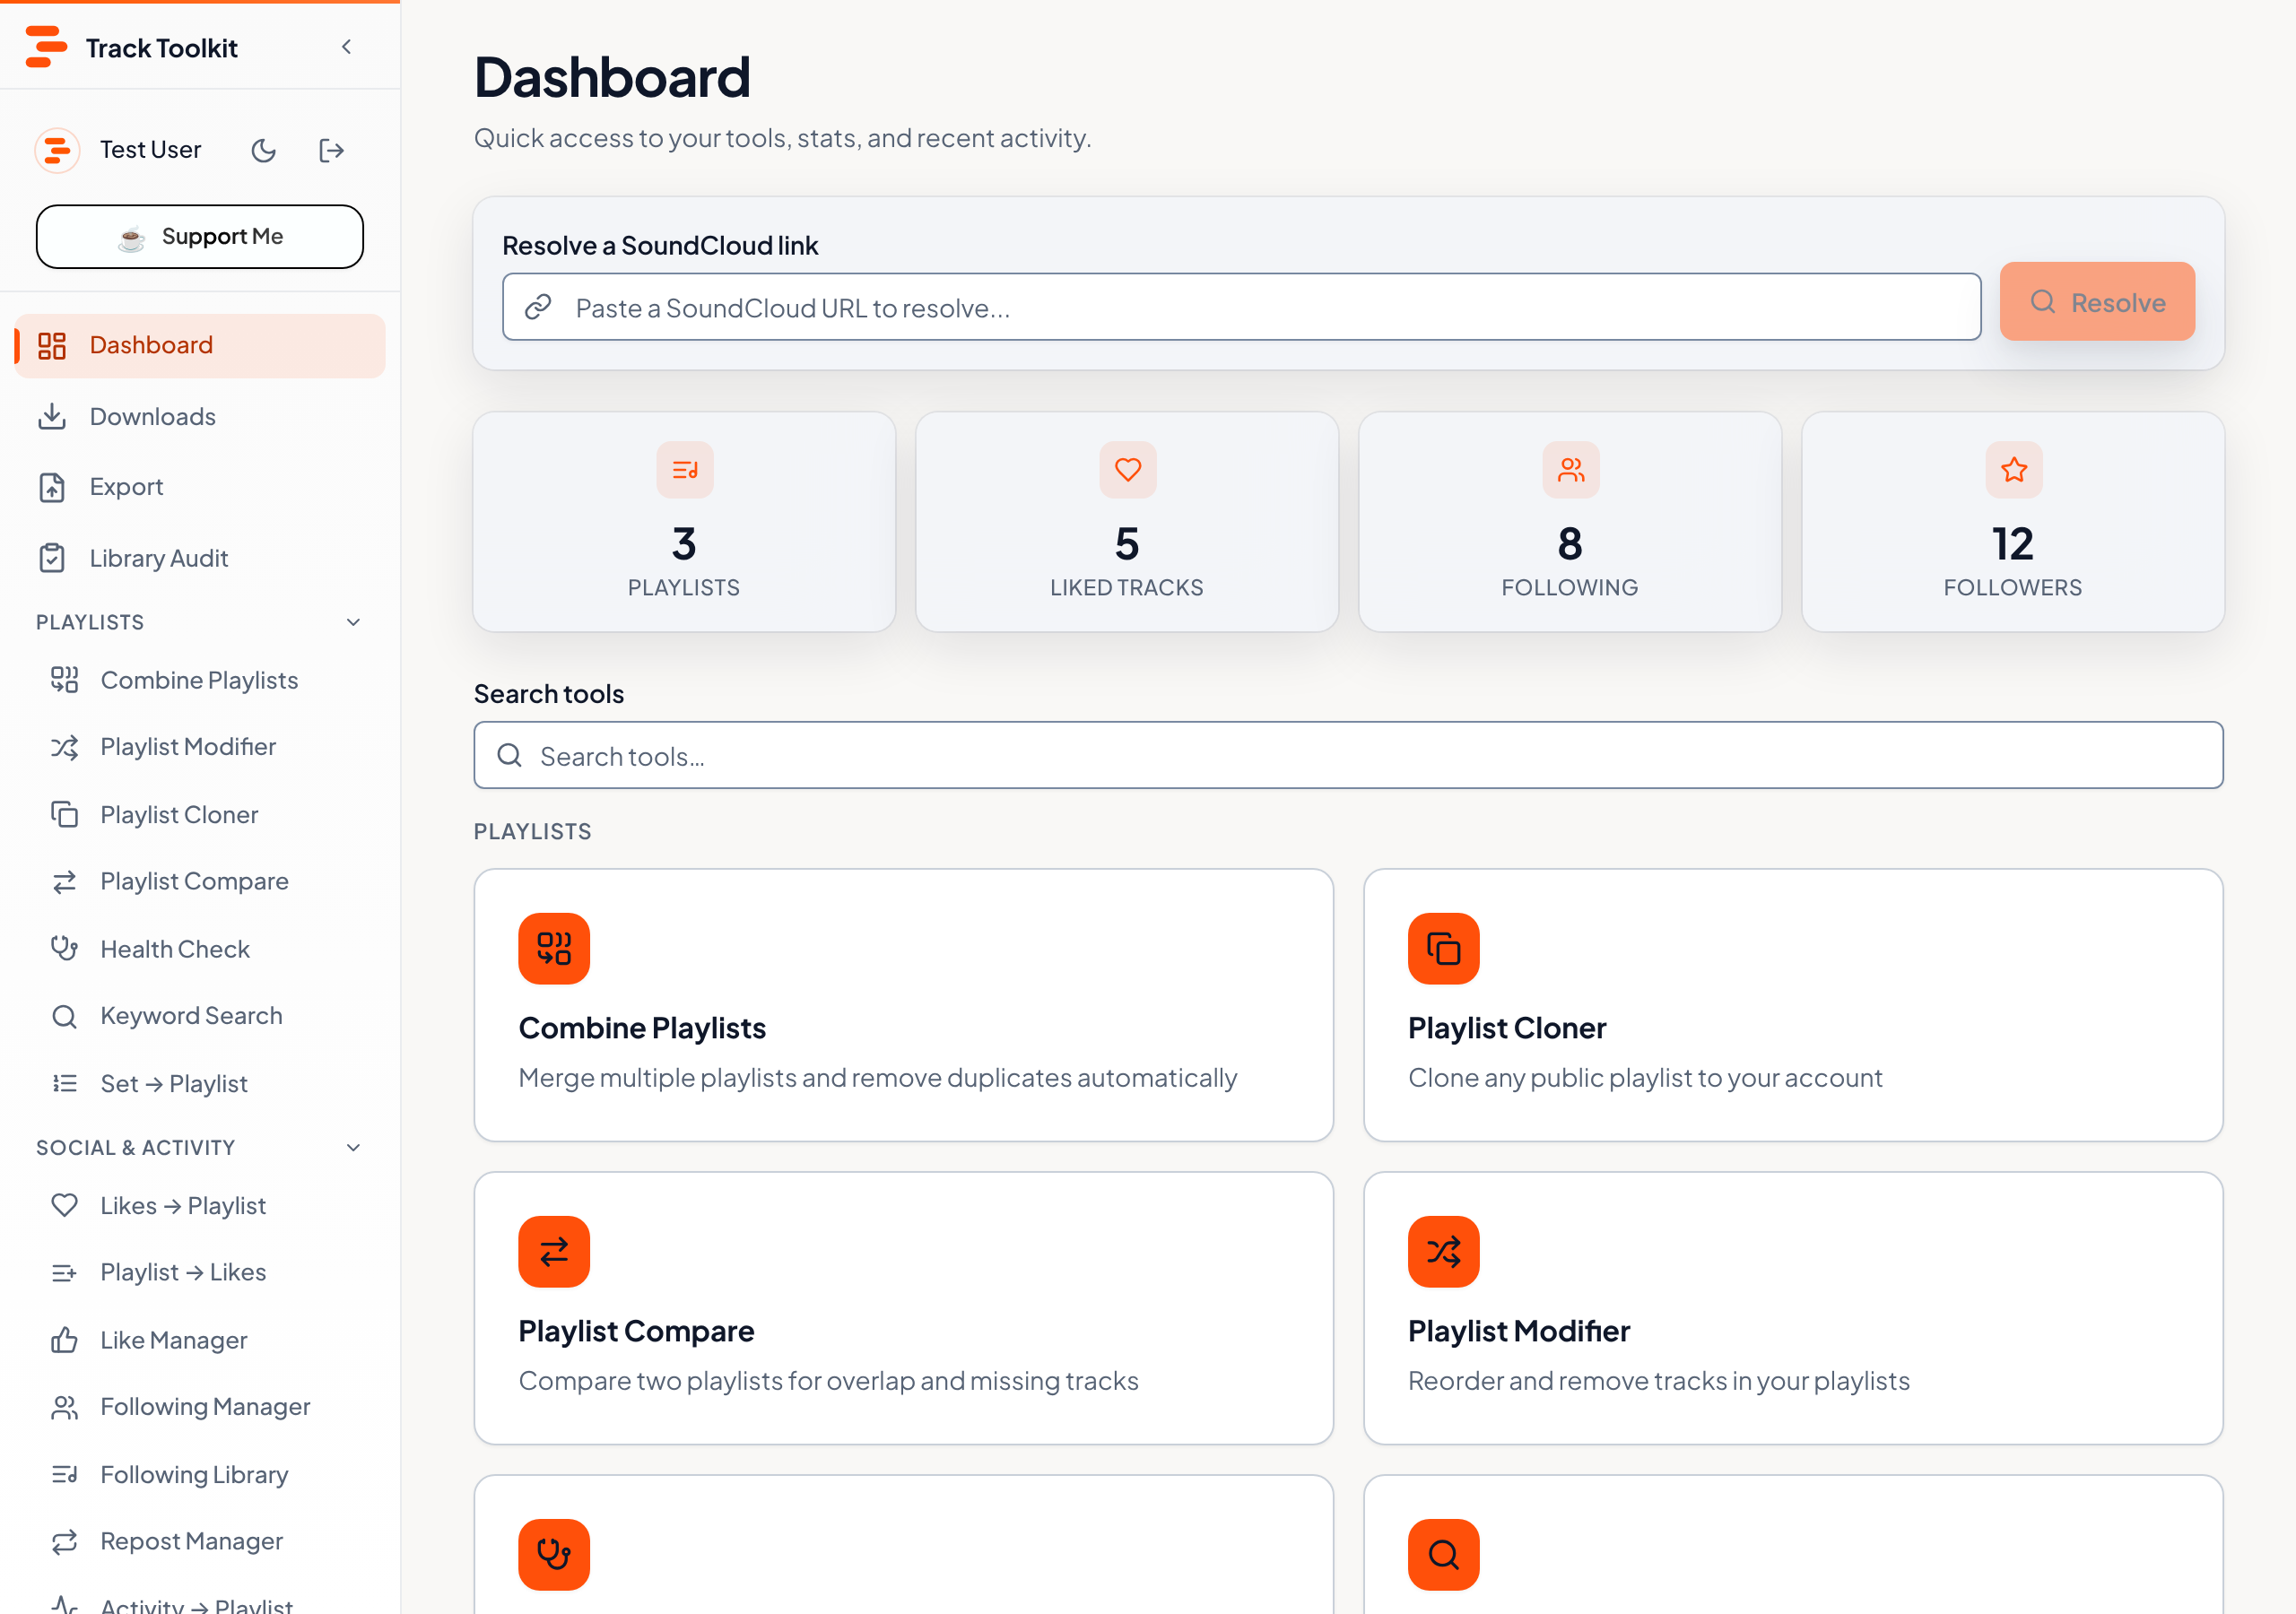 Track Toolkit
Test User
☕ Support Me
Dashboard
Downloads
Export
Library Audit
PLAYLISTS
Combine Playlists
Playlist Modifier
Playlist Cloner
Playlist Compare
Health Check
Keyword Search
Set → Playlist
SOCIAL & ACTIVITY
Likes → Playlist
Playlist → Likes
Like Manager
Following Manager
Following Library
Repost Manager
Activity → Playlist
Dashboard
Quick access to your tools, stats, and recent activity.
Resolve a SoundCloud link
Paste a SoundCloud URL to resolve...
Resolve
3
PLAYLISTS
5
LIKED TRACKS
8
FOLLOWING
12
FOLLOWERS
Search tools
Search tools...
PLAYLISTS
Combine Playlists
Merge multiple playlists and remove duplicates automatically
Playlist Cloner
Clone any public playlist to your account
Playlist Compare
Compare two playlists for overlap and missing tracks
Playlist Modifier
Reorder and remove tracks in your playlists